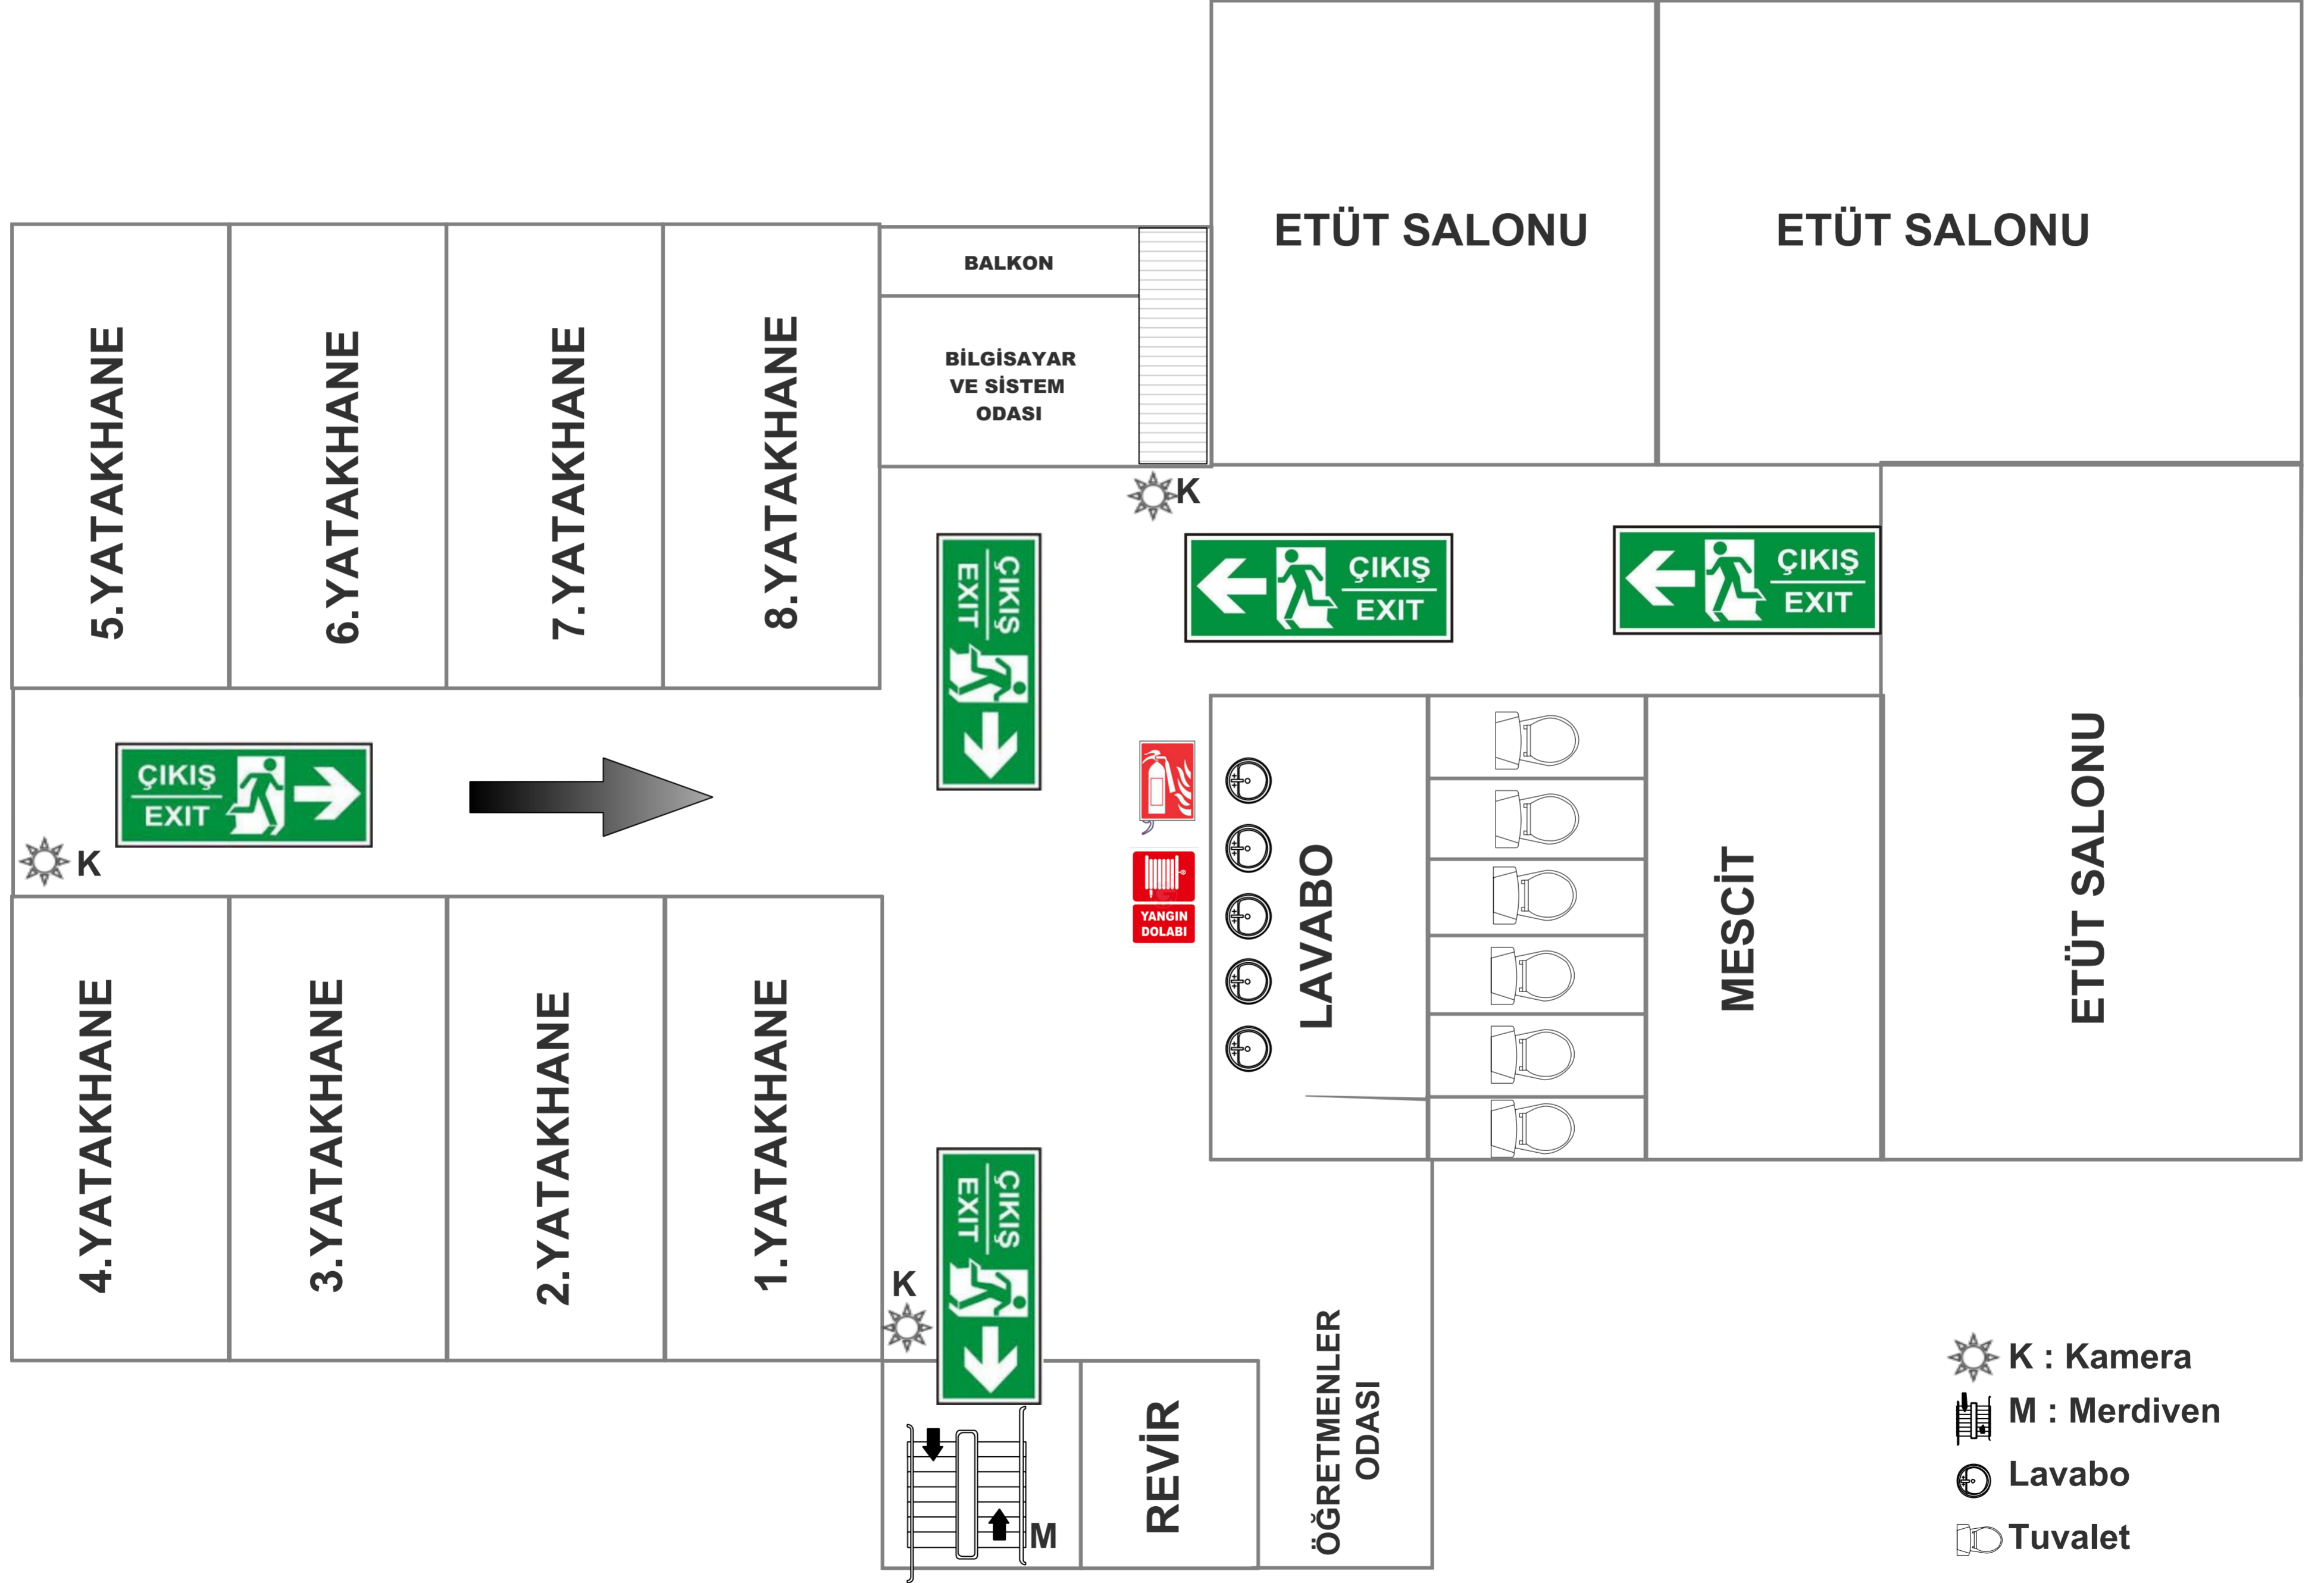 ETÜT SALONU
ETÜT SALONU
BALKON
BİLGİSAYAR
VE SİSTEM
ODASI
5.YATAKHANE
6.YATAKHANE
7.YATAKHANE
8.YATAKHANE
K
ÇIKIŞ
EXIT
ÇIKIŞ
EXIT
ÇIKIŞ
EXIT
ÇIKIŞ
EXIT
K
YANGIN
DOLABI
LAVABO
MESCİT
ETÜT SALONU
4.YATAKHANE
3.YATAKHANE
2.YATAKHANE
1.YATAKHANE
K
ÇIKIŞ
EXIT
M
REVİR
ÖĞRETMENLER
ODASI
K : Kamera
M : Merdiven
Lavabo
Tuvalet